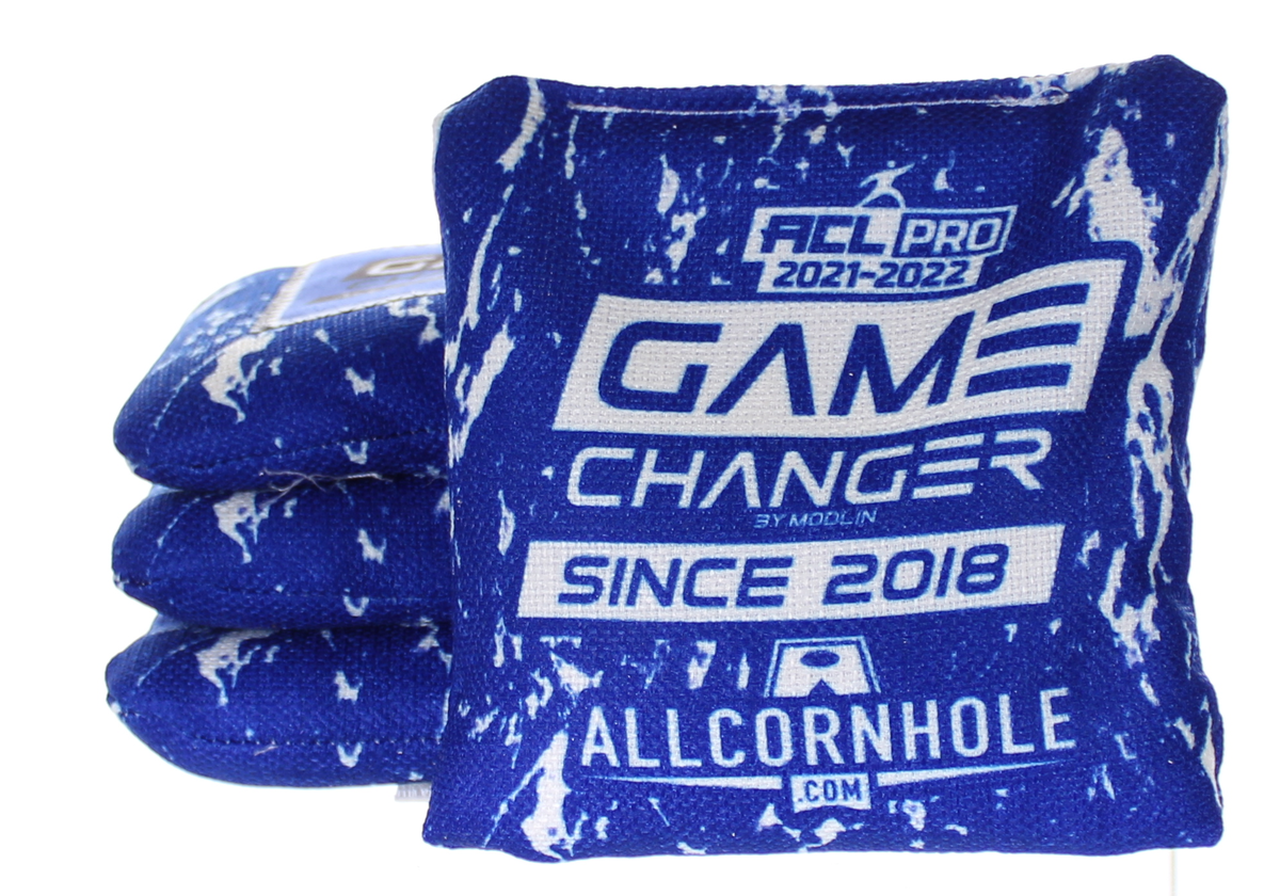 ACL PRO
2021-2022
GAME
CHANGER
BY MODLIN
SINCE 2018
ALLCORNHOLE
.COM